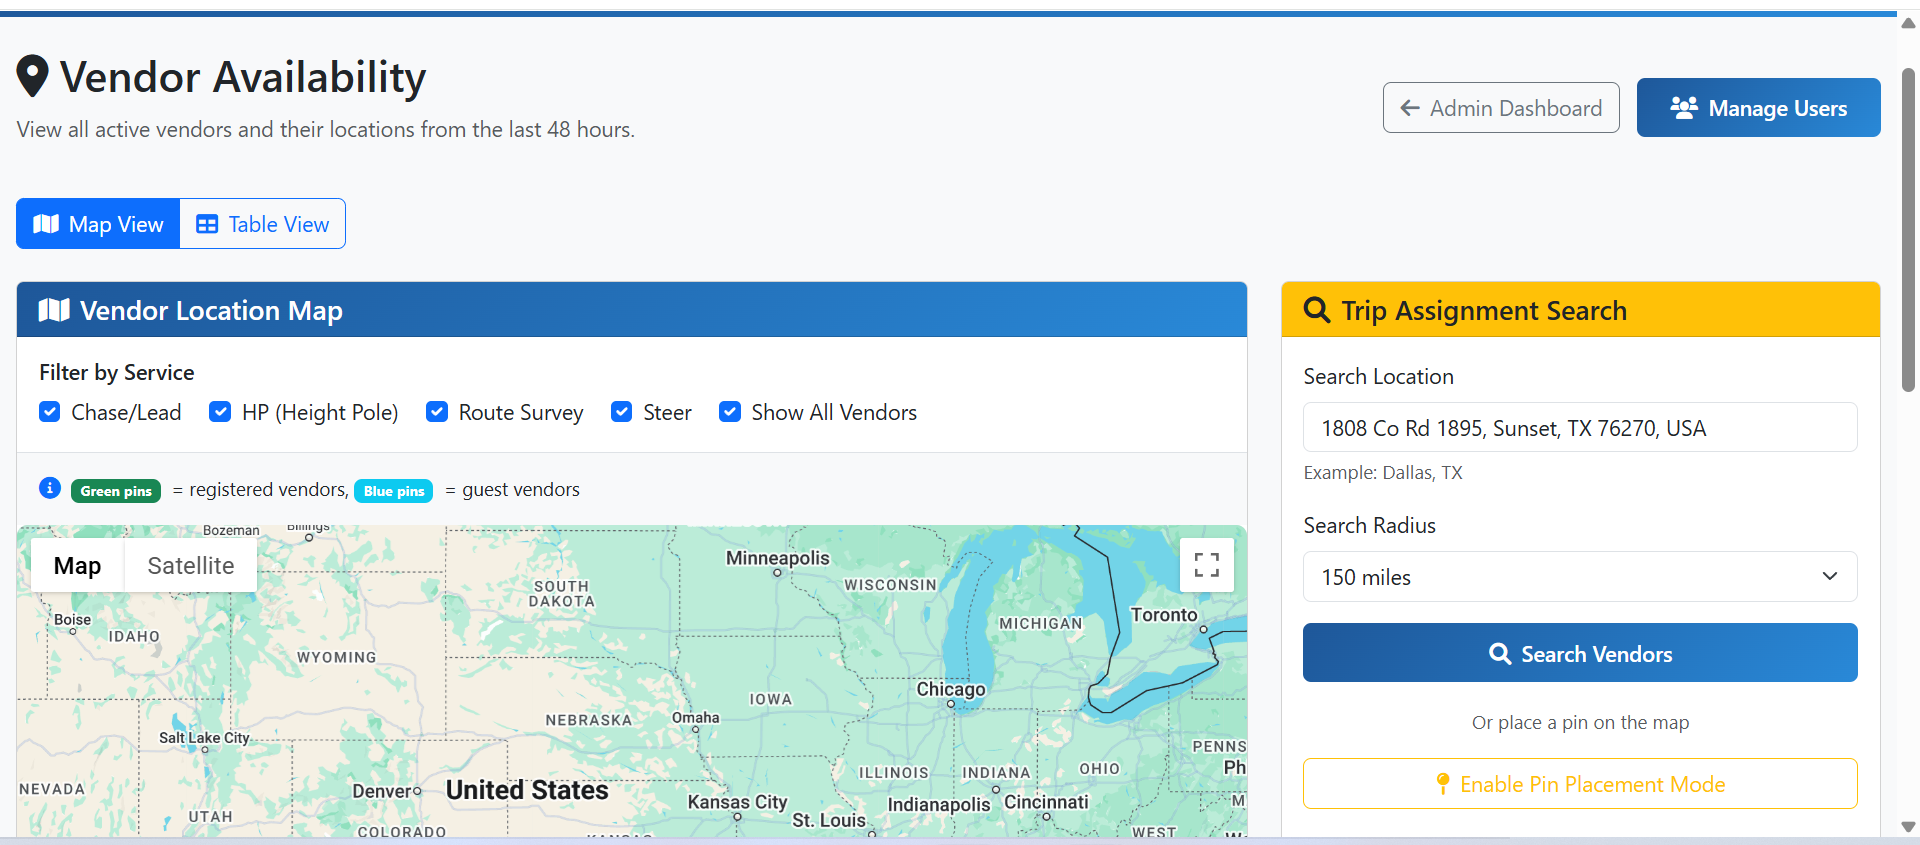 Vendor Availability
View all active vendors and their locations from the last 48 hours.
Admin Dashboard
Manage Users
Map View
Table View
Vendor Location Map
Filter by Service
Chase/Lead
HP (Height Pole)
Route Survey
Steer
Show All Vendors
Green pins = registered vendors, Blue pins = guest vendors
Map
Satellite
Bozeman
Billings
Minneapolis
SOUTH
DAKOTA
WISCONSIN
Boise
IDAHO
WYOMING
MICHIGAN
Toronto
Chicago
IOWA
NEBRASKA
Omaha
Salt Lake City
PENNS
NEVADA
Denver
United States
ILLINOIS
INDIANA
OHIO
Ph
UTAH
Kansas City
Indianapolis
Cincinnati
M
COLORADO
St. Louis
KANSAS
WEST
Wa
Trip Assignment Search
Search Location
1808 Co Rd 1895, Sunset, TX 76270, USA
Example: Dallas, TX
Search Radius
150 miles
Search Vendors
Or place a pin on the map
Enable Pin Placement Mode